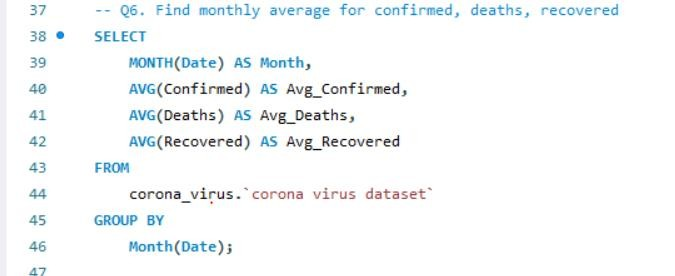 37 -- Q6. Find monthly average for confirmed, deaths, recovered
38 SELECT
39 MONTH(Date) AS Month,
40 AVG(Confirmed) AS Avg_Confirmed,
41 AVG(Deaths) AS Avg_Deaths,
42 AVG(Recovered) AS Avg_Recovered
43 FROM
44 corona_virus.`corona virus dataset`
45 GROUP BY
46 Month(Date);
47